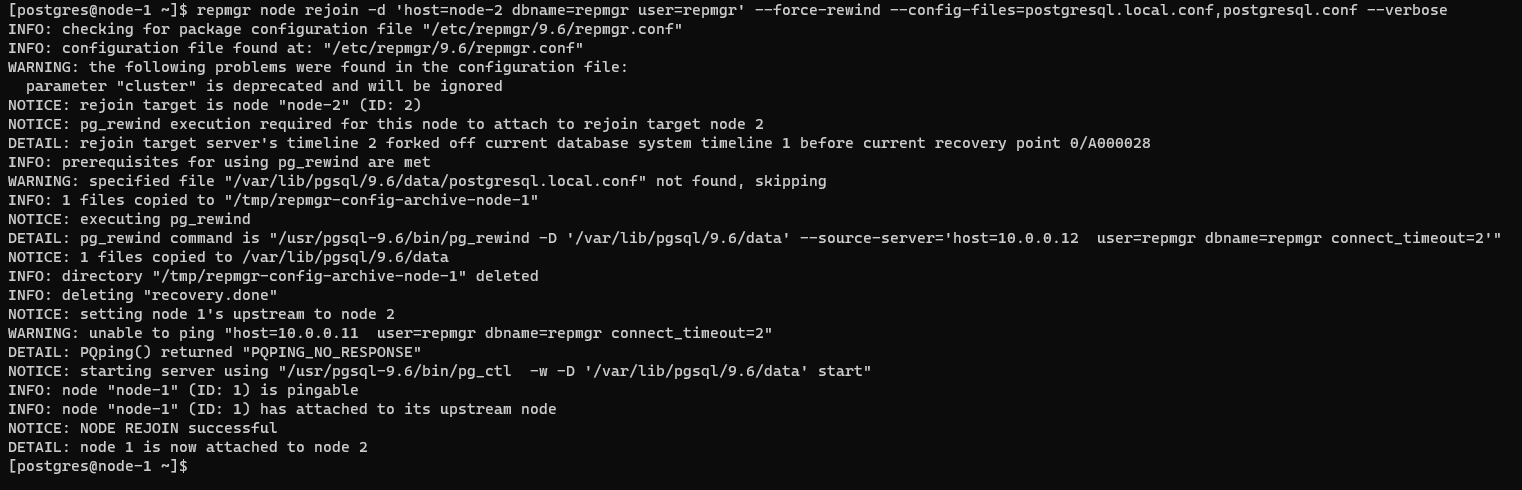 [postgres@node-1 ~]$ repmgr node rejoin -d 'host=node-2 dbname=repmgr user=repmgr' --force-rewind --config-files=postgresql.local.conf,postgresql.conf --verbose
INFO: checking for package configuration file "/etc/repmgr/9.6/repmgr.conf"
INFO: configuration file found at: "/etc/repmgr/9.6/repmgr.conf"
WARNING: the following problems were found in the configuration file:
  parameter "cluster" is deprecated and will be ignored
NOTICE: rejoin target is node "node-2" (ID: 2)
NOTICE: pg_rewind execution required for this node to attach to rejoin target node 2
DETAIL: rejoin target server's timeline 2 forked off current database system timeline 1 before current recovery point 0/A000028
INFO: prerequisites for using pg_rewind are met
WARNING: specified file "/var/lib/pgsql/9.6/data/postgresql.local.conf" not found, skipping
INFO: 1 files copied to "/tmp/repmgr-config-archive-node-1"
NOTICE: executing pg_rewind
DETAIL: pg_rewind command is "/usr/pgsql-9.6/bin/pg_rewind -D '/var/lib/pgsql/9.6/data' --source-server='host=10.0.0.12  user=repmgr dbname=repmgr connect_timeout=2'"
NOTICE: 1 files copied to /var/lib/pgsql/9.6/data
INFO: directory "/tmp/repmgr-config-archive-node-1" deleted
INFO: deleting "recovery.done"
NOTICE: setting node 1's upstream to node 2
WARNING: unable to ping "host=10.0.0.11  user=repmgr dbname=repmgr connect_timeout=2"
DETAIL: PQping() returned "PQPING_NO_RESPONSE"
NOTICE: starting server using "/usr/pgsql-9.6/bin/pg_ctl  -w -D '/var/lib/pgsql/9.6/data' start"
INFO: node "node-1" (ID: 1) is pingable
INFO: node "node-1" (ID: 1) has attached to its upstream node
NOTICE: NODE REJOIN successful
DETAIL: node 1 is now attached to node 2
[postgres@node-1 ~]$